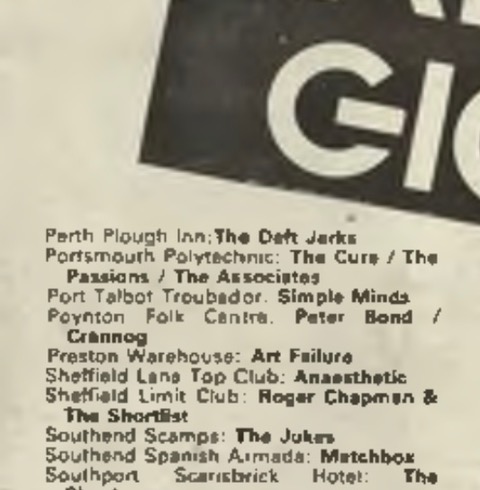 GIG
Perth Plough Inn: The Daft Jerks
Portsmouth Polytechnic: The Cure / The
Passions / The Associates
Port Talbot Troubador. Simple Minds
Poynton Folk Centre. Peter Bond /
Crannog
Preston Warehouse: Art Failure
Sheffield Lane Top Club: Anaesthetic
Sheffield Limit Club: Roger Chapman &
The Shortlist
Southend Scamps: The Jukes
Southend Spanish Armada: Matchbox
Southport Scarisbrick Hotel: The